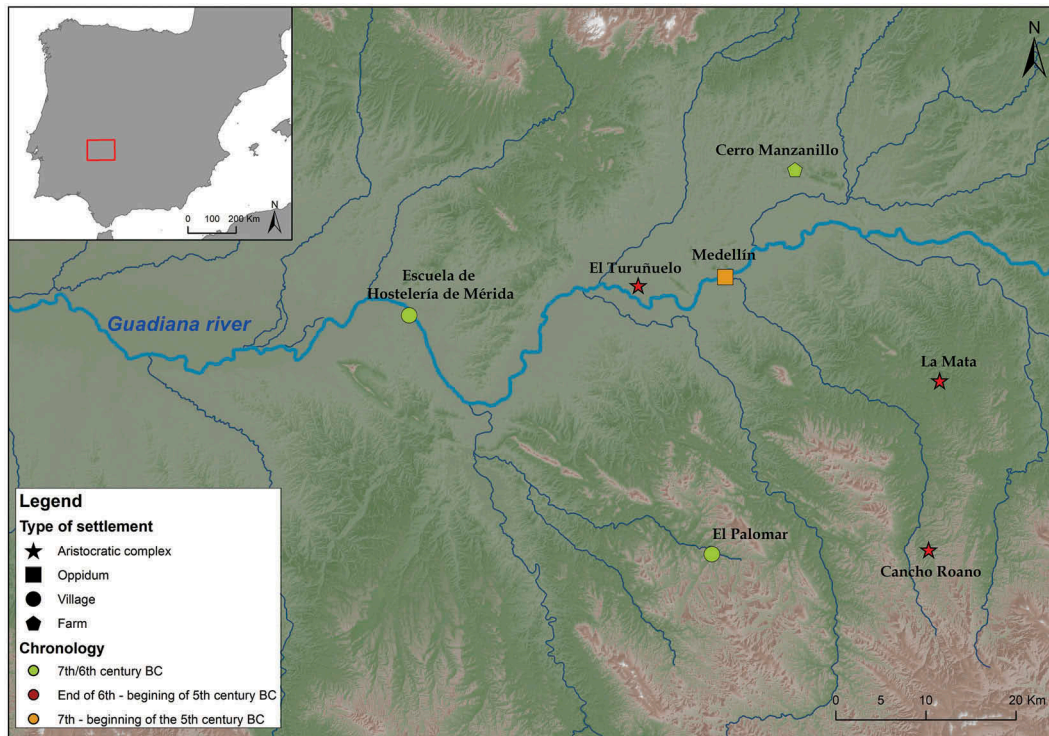 N
0 100 200 Km
N
Cerro Manzanillo
Medellín
El Turuñuelo
Escuela de
Hostelería de Mérida
Guadiana river
La Mata
El Palomar
Cancho Roano
Legend
Type of settlement
Aristocratic complex
Oppidum
Village
Farm
Chronology
7th/6th century BC
End of 6th - begining of 5th century BC
7th - beginning of the 5th century BC
0 10 20 Km